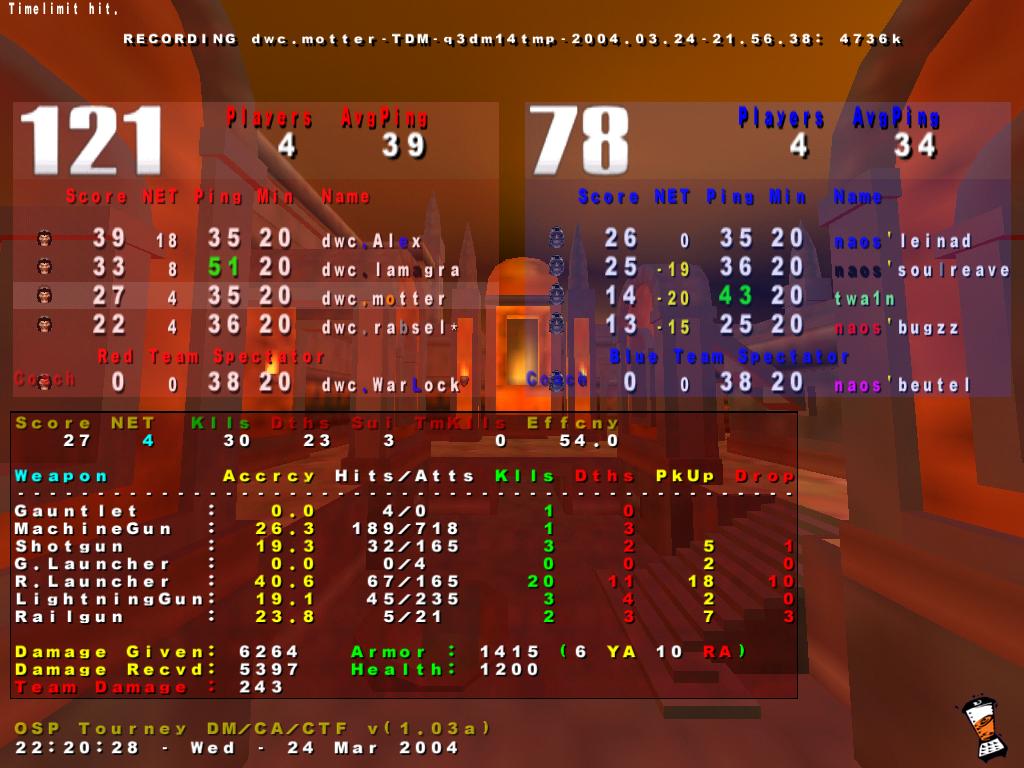 Timelimit hit.
RECORDING dwc.motter-TDM-q3dm14tmp-2004.03.24-21.56.38: 4736k
121 Players AvgPing
4 39
Score NET Ping Min Name
39 18 35 20 dwc.Alex
33 8 51 20 dwc.lamagra
27 4 35 20 dwc.motter
22 4 36 20 dwc.rabsel*
Red Team Spectator
Coach 0 0 38 20 dwc.WarLock
78 Players AvgPing
4 34
Score NET Ping Min Name
26 0 35 20 naos'leinad
25 -19 36 20 naos'soulreave
14 -20 43 20 twa1n
13 -15 25 20 naos'bugzz
Blue Team Spectator
Coach 0 0 38 20 naos'beutel
Score NET Klls Dths Sui TmKlls Effcny
27 4 30 23 3 0 54.0
Weapon Accrcy Hits/Atts Klls Dths PkUp Drop
Gauntlet : 0.0 4/0 1 0
MachineGun : 26.3 189/718 1 3
Shotgun : 19.3 32/165 3 2 5 1
G.Launcher : 0.0 0/4 0 0 2 0
R.Launcher : 40.6 67/165 20 11 18 10
LightningGun: 19.1 45/235 3 4 2 0
Railgun : 23.8 5/21 2 3 7 3
Damage Given: 6264 Armor : 1415 (6 YA 10 RA)
Damage Recvd: 5397 Health: 1200
Team Damage : 243
OSP Tourney DM/CA/CTF v(1.03a)
22:20:28 - Wed - 24 Mar 2004